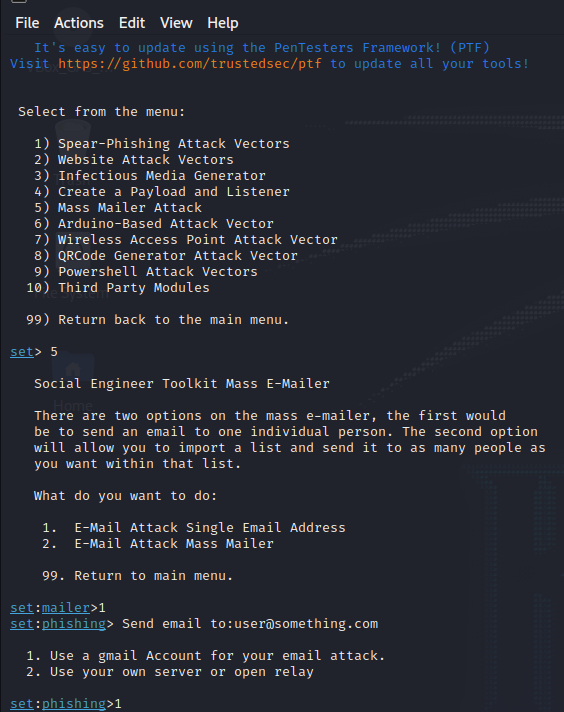 File Actions Edit View Help
It's easy to update using the PenTesters Framework! (PTF)
Visit https://github.com/trustedsec/ptf to update all your tools!
Select from the menu:
1) Spear-Phishing Attack Vectors
2) Website Attack Vectors
3) Infectious Media Generator
4) Create a Payload and Listener
5) Mass Mailer Attack
6) Arduino-Based Attack Vector
7) Wireless Access Point Attack Vector
8) QRCode Generator Attack Vector
9) Powershell Attack Vectors
10) Third Party Modules
99) Return back to the main menu.
set> 5
Social Engineer Toolkit Mass E-Mailer
There are two options on the mass e-mailer, the first would
be to send an email to one individual person. The second option
will allow you to import a list and send it to as many people as
you want within that list.
What do you want to do:
1. E-Mail Attack Single Email Address
2. E-Mail Attack Mass Mailer
99. Return to main menu.
set:mailer>1
set:phishing> Send email to:user@something.com
1. Use a gmail Account for your email attack.
2. Use your own server or open relay
set:phishing>1